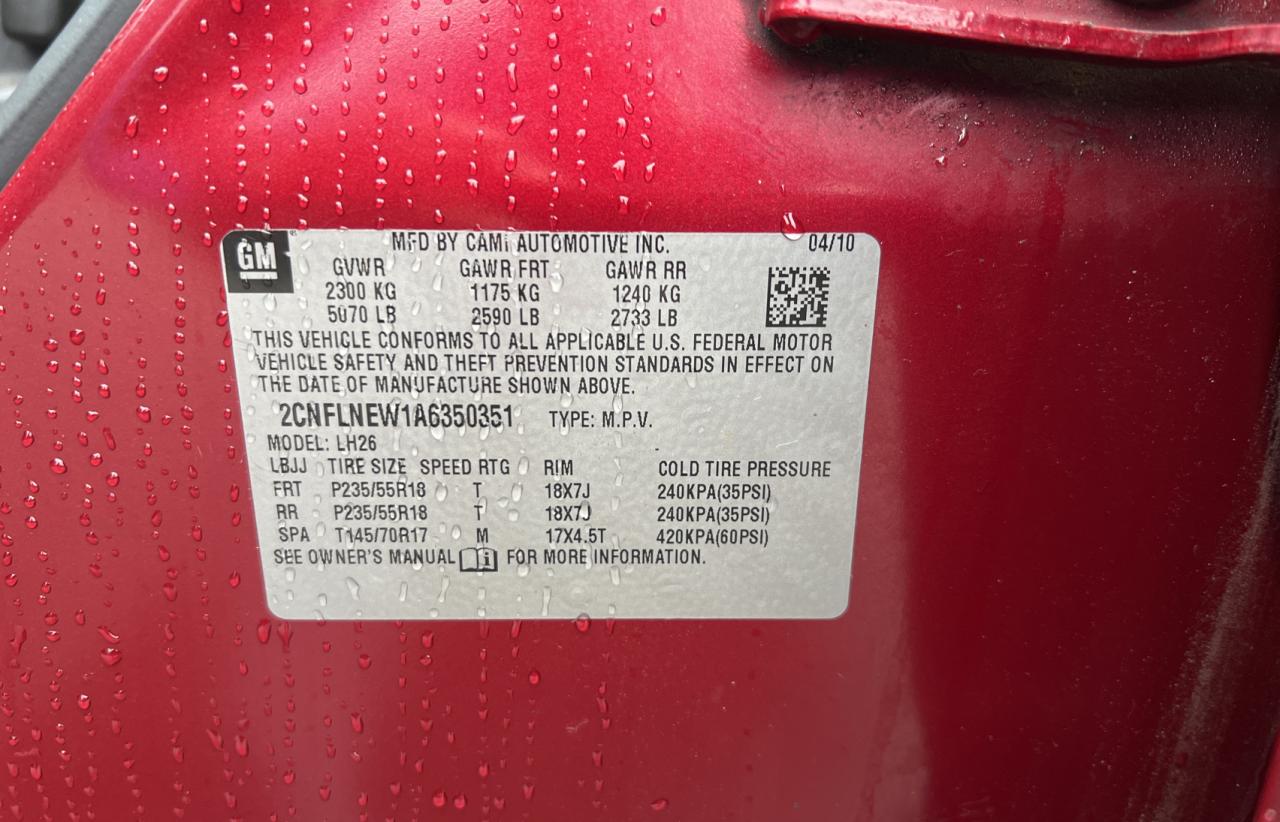 GM
MFD BY CAMI AUTOMOTIVE INC. 04/10
GVWR GAWR FRT GAWR RR
2300 KG 1175 KG 1240 KG
5070 LB 2590 LB 2733 LB
THIS VEHICLE CONFORMS TO ALL APPLICABLE U.S. FEDERAL MOTOR
VEHICLE SAFETY AND THEFT PREVENTION STANDARDS IN EFFECT ON
THE DATE OF MANUFACTURE SHOWN ABOVE.
2CNFLNEW1A6350351 TYPE: M.P.V.
MODEL: LH26
LBJJ TIRE SIZE SPEED RTG RIM COLD TIRE PRESSURE
FRT P235/55R18 T 18X7J 240KPA(35PSI)
RR P235/55R18 T 18X7J 240KPA(35PSI)
SPA T145/70R17 M 17X4.5T 420KPA(60PSI)
SEE OWNER'S MANUAL i FOR MORE INFORMATION.